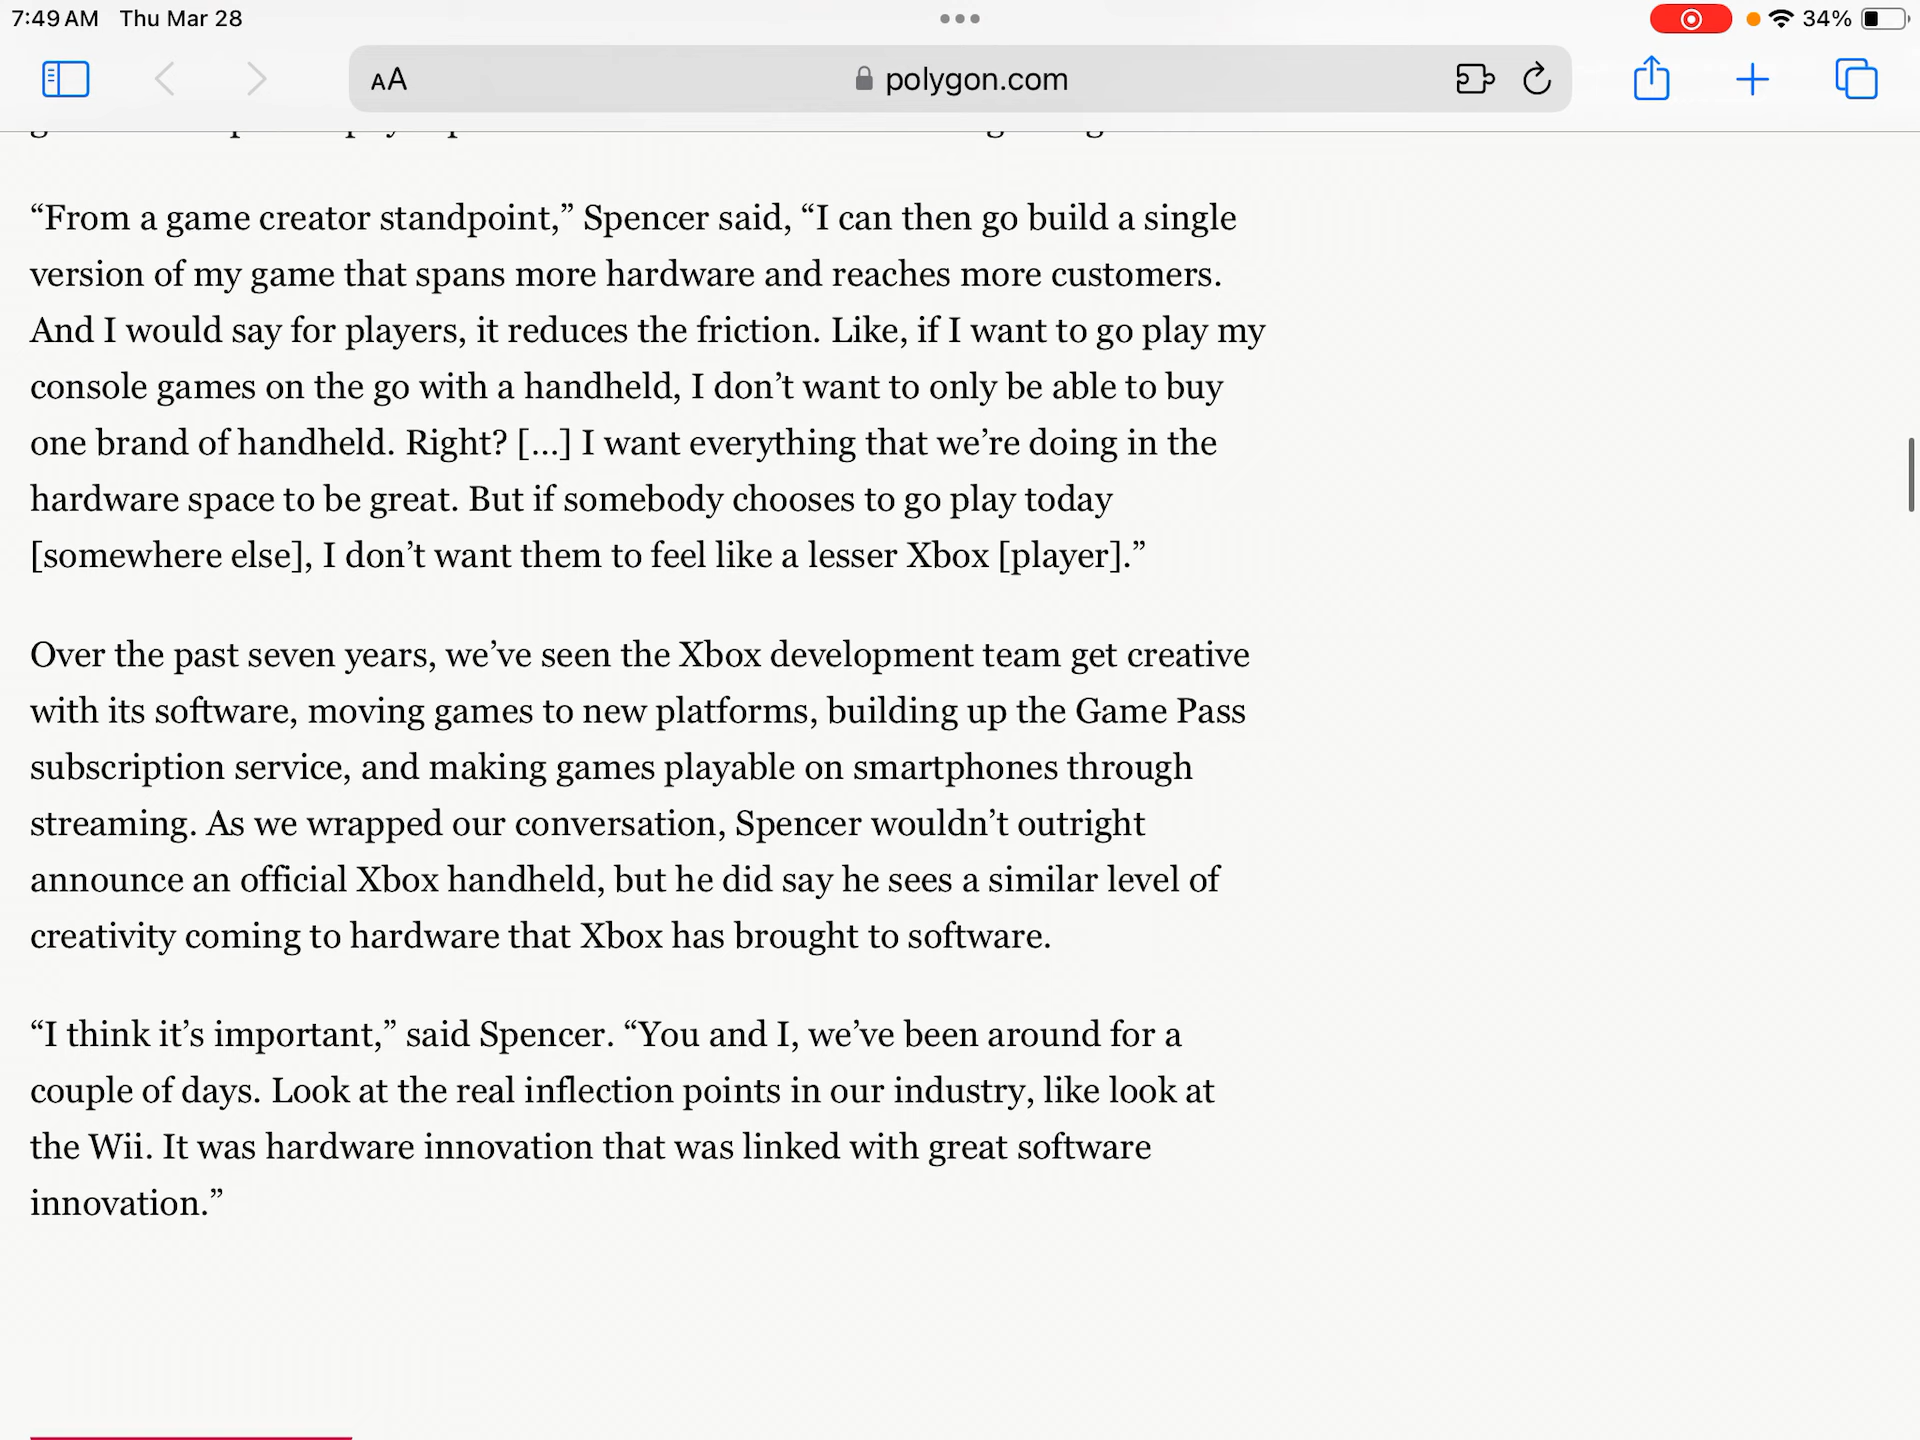 7:49 AM Thu Mar 28
34%
AA
polygon.com
“From a game creator standpoint,” Spencer said, “I can then go build a single
version of my game that spans more hardware and reaches more customers.
And I would say for players, it reduces the friction. Like, if I want to go play my
console games on the go with a handheld, I don’t want to only be able to buy
one brand of handheld. Right? […] I want everything that we’re doing in the
hardware space to be great. But if somebody chooses to go play today
[somewhere else], I don’t want them to feel like a lesser Xbox [player].”
Over the past seven years, we’ve seen the Xbox development team get creative
with its software, moving games to new platforms, building up the Game Pass
subscription service, and making games playable on smartphones through
streaming. As we wrapped our conversation, Spencer wouldn’t outright
announce an official Xbox handheld, but he did say he sees a similar level of
creativity coming to hardware that Xbox has brought to software.
“I think it’s important,” said Spencer. “You and I, we’ve been around for a
couple of days. Look at the real inflection points in our industry, like look at
the Wii. It was hardware innovation that was linked with great software
innovation.”